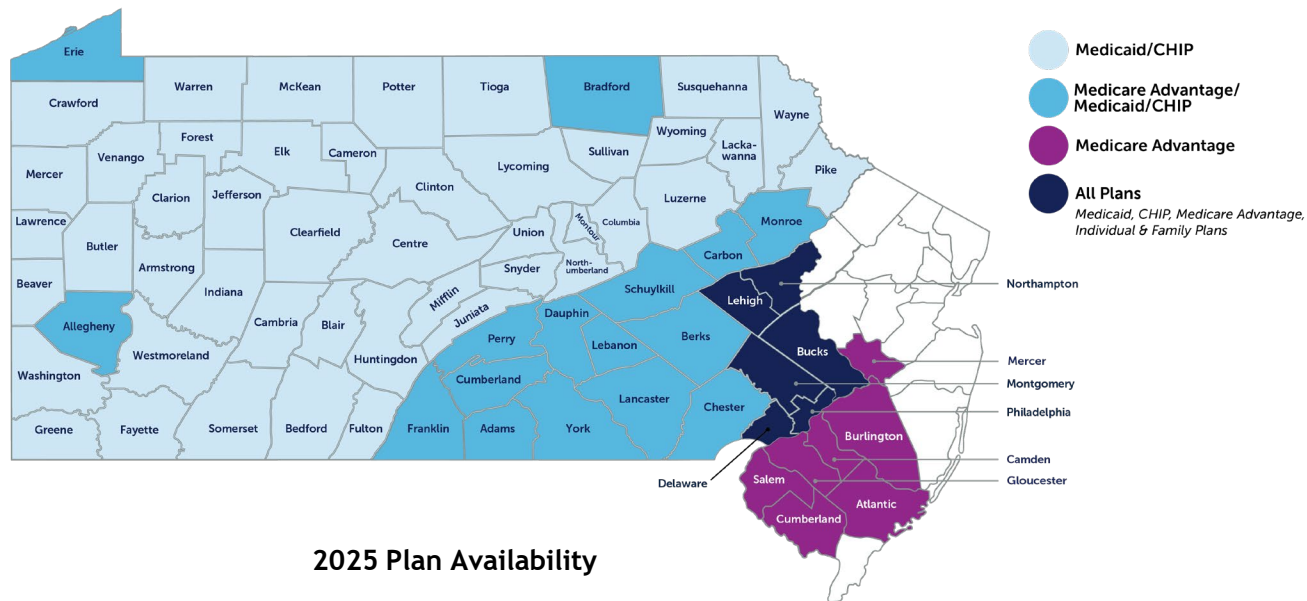 Erie
Crawford
Warren
McKean
Potter
Tioga
Bradford
Susquehanna
Wayne
Forest
Venango
Elk
Cameron
Wyoming
Lacka-
wanna
Sullivan
Lycoming
Pike
Mercer
Clarion
Jefferson
Clinton
Luzerne
Lawrence
Butler
Clearfield
Centre
Union
Montour
Columbia
Monroe
Carbon
Armstrong
Snyder
North-
umberland
Beaver
Indiana
Mifflin
Juniata
Schuylkill
Lehigh
Allegheny
Cambria
Blair
Dauphin
Perry
Lebanon
Berks
Bucks
Westmoreland
Huntingdon
Washington
Cumberland
Lancaster
Chester
Greene
Fayette
Somerset
Bedford
Fulton
Franklin
Adams
York
Delaware
Burlington
Salem
Atlantic
Cumberland
Northampton
Mercer
Montgomery
Philadelphia
Camden
Gloucester
Medicaid/CHIP
Medicare Advantage/
Medicaid/CHIP
Medicare Advantage
All Plans
Medicaid, CHIP, Medicare Advantage,
Individual & Family Plans
2025 Plan Availability